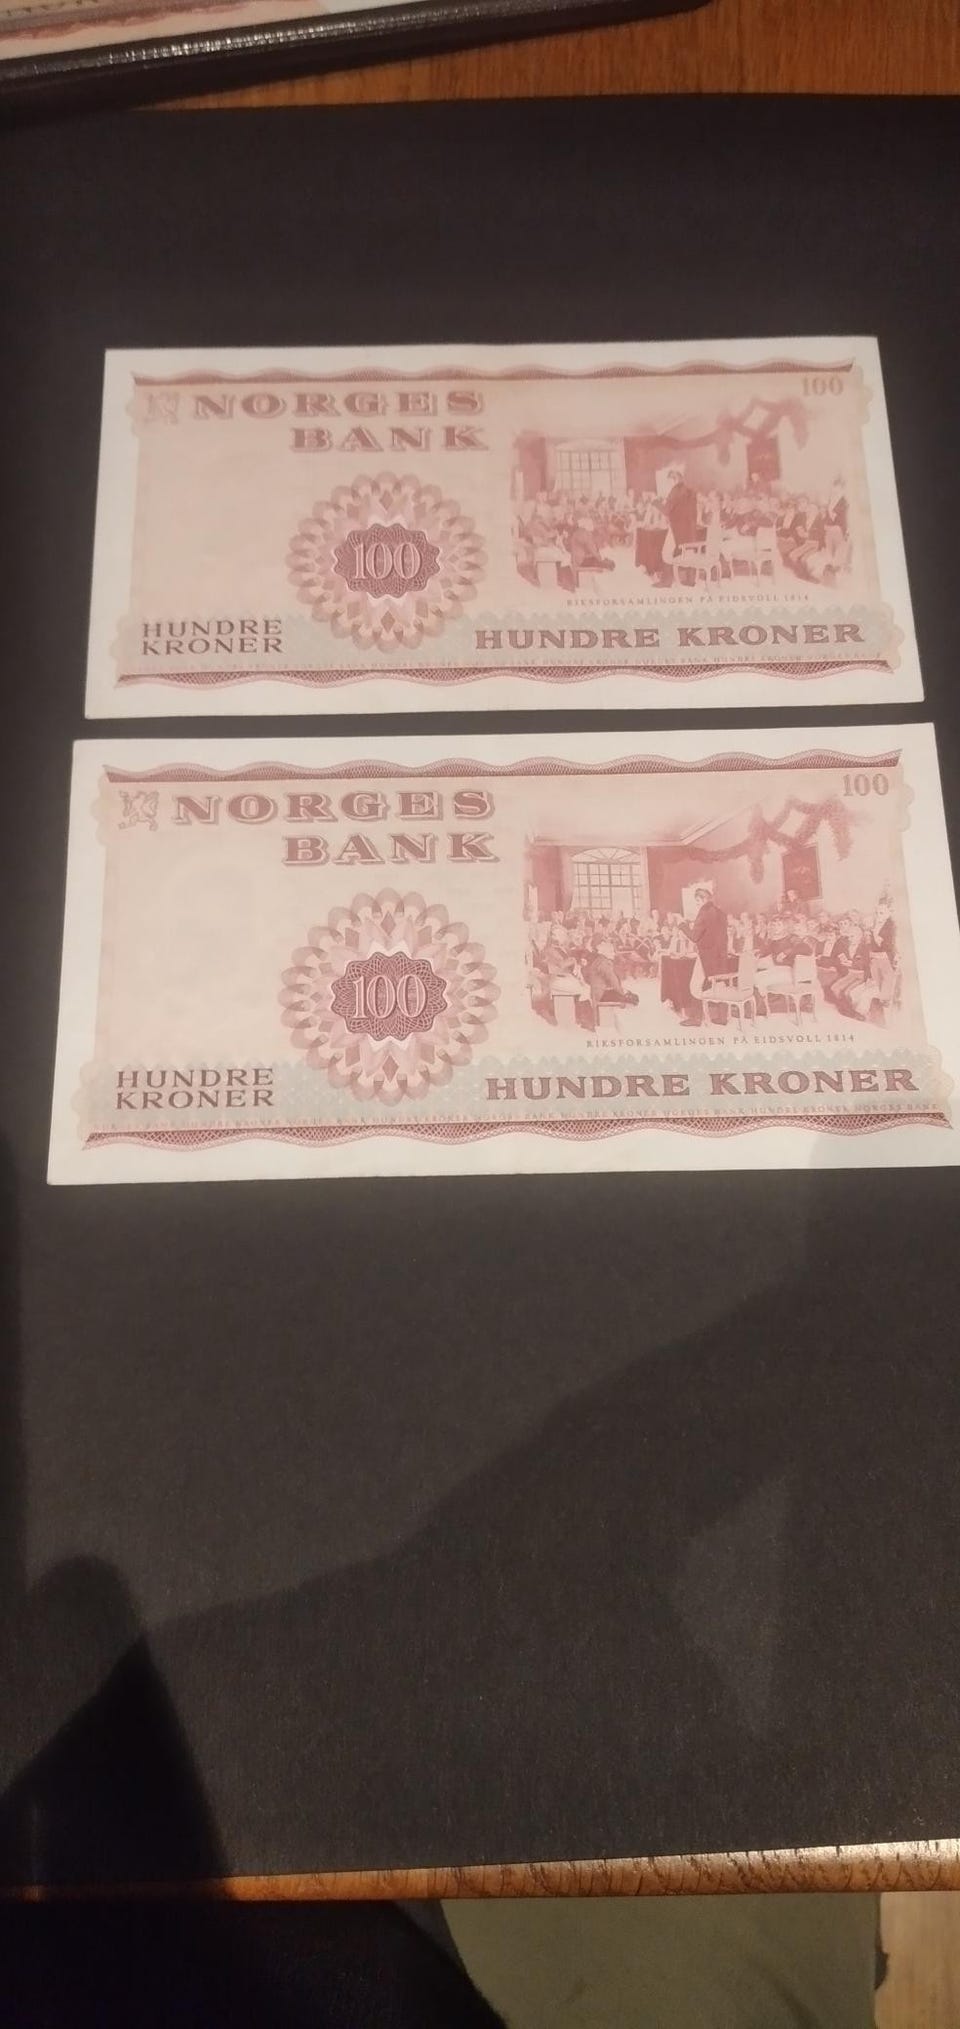 NORGES
BANK
100
100
RIKSFORSAMLINGEN PÅ EIDSVOLL 1814
HUNDRE
KRONER
HUNDRE KRONER
NORGES
BANK
100
100
RIKSFORSAMLINGEN PÅ EIDSVOLL 1814
HUNDRE
KRONER
HUNDRE KRONER